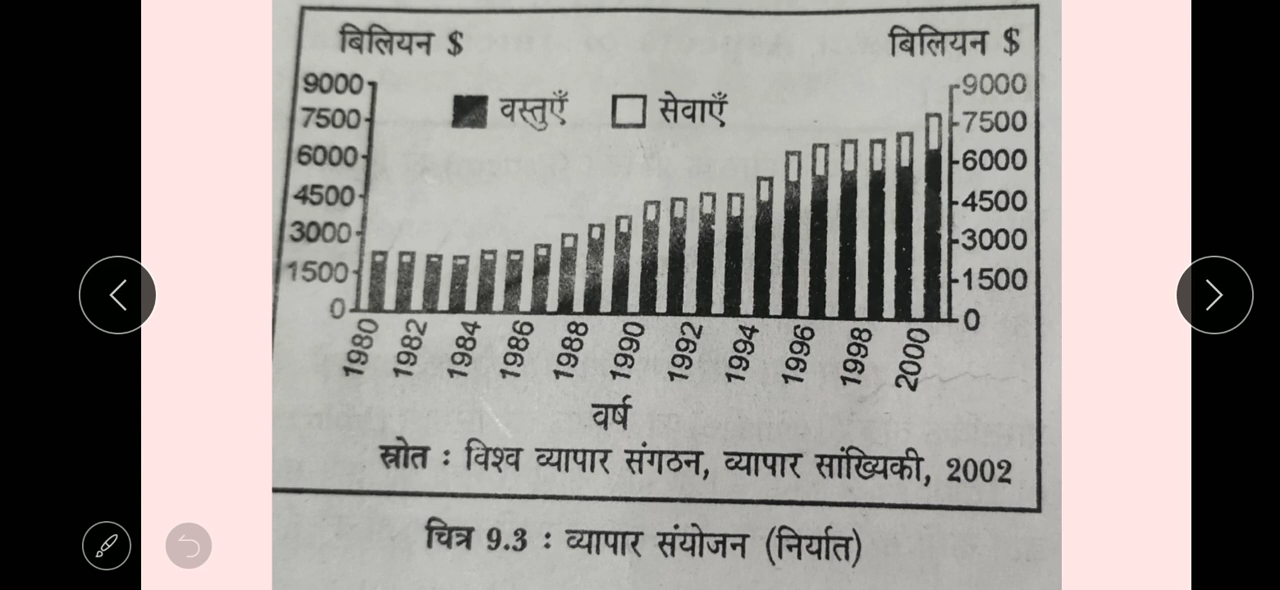 बिलियन $ बिलियन $
9000 9000
वस्तुएँ सेवाएँ
7500 7500
6000 6000
4500 4500
3000 3000
1500 1500
0 0
1980 1982 1984 1986 1988 1990 1992 1994 1996 1998 2000
वर्ष
स्रोत : विश्व व्यापार संगठन, व्यापार सांख्यिकी, 2002
चित्र 9.3 : व्यापार संयोजन (निर्यात)